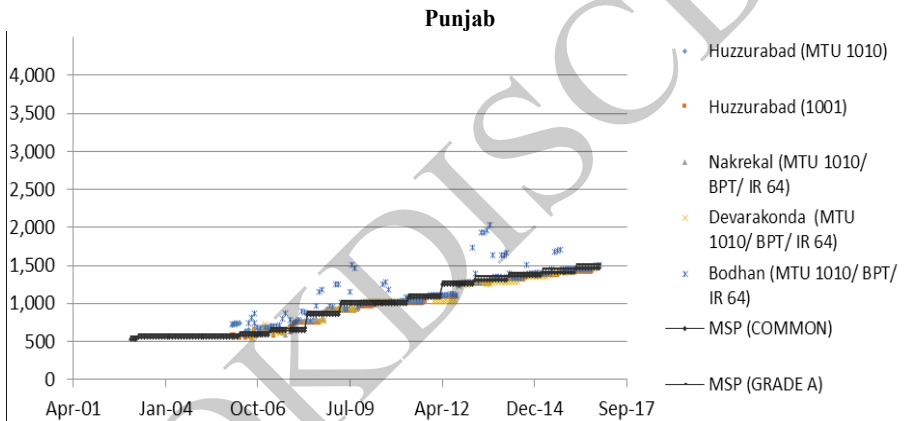 Punjab
4,000
3,500
3,000
2,500
2,000
1,500
1,000
500
0
Apr-01 Jan-04 Oct-06 Jul-09 Apr-12 Dec-14 Sep-17
Huzzurabad (MTU 1010)
Huzzurabad (1001)
Nakrekal (MTU 1010/
BPT/ IR 64)
Devarakonda (MTU
1010/ BPT/ IR 64)
Bodhan (MTU 1010/ BPT/
IR 64)
MSP (COMMON)
MSP (GRADE A)